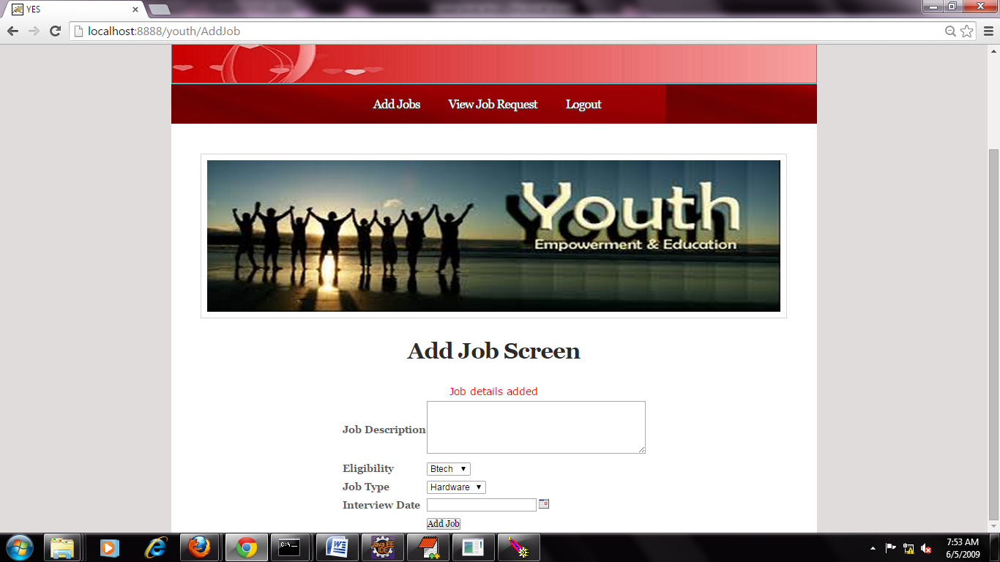 YES
localhost:8888/youth/AddJob
Add Jobs View Job Request Logout
Youth
Empowerment & Education
Add Job Screen
Job details added
Job Description
Eligibility Btech
Job Type Hardware
Interview Date
Add Job
C:\_
Java EE
IDE
7:53 AM
6/5/2009